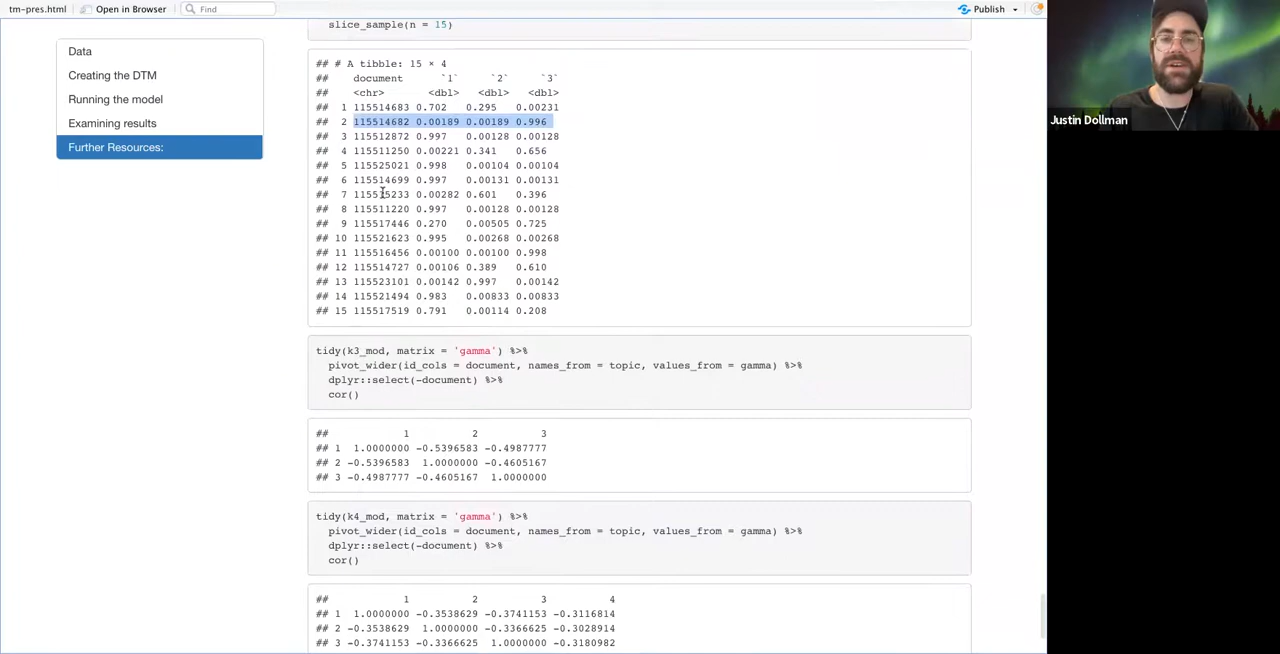 tm-pres.html
Open in Browser
Find
Publish
Data
Creating the DTM
Running the model
Examining results
Further Resources:
slice_sample(n = 15)
## # A tibble: 15 × 4
##    document     `1`     `2`     `3`
##    <chr>      <dbl>   <dbl>   <dbl>
##  1 115514683 0.702   0.295   0.00231
##  2 115514682 0.00189 0.00189 0.996
##  3 115512872 0.997   0.00128 0.00128
##  4 115511250 0.00221 0.341   0.656
##  5 115525021 0.998   0.00104 0.00104
##  6 115514699 0.997   0.00131 0.00131
##  7 115515233 0.00282 0.601   0.396
##  8 115511220 0.997   0.00128 0.00128
##  9 115517446 0.270   0.00505 0.725
## 10 115521623 0.995   0.00268 0.00268
## 11 115516456 0.00100 0.00100 0.998
## 12 115514727 0.00106 0.389   0.610
## 13 115523101 0.00142 0.997   0.00142
## 14 115521494 0.983   0.00833 0.00833
## 15 115517519 0.791   0.00114 0.208
tidy(k3_mod, matrix = 'gamma') %>%
pivot_wider(id_cols = document, names_from = topic, values_from = gamma) %>%
dplyr::select(-document) %>%
cor()
##            1          2          3
## 1  1.0000000 -0.5396583 -0.4987777
## 2 -0.5396583  1.0000000 -0.4605167
## 3 -0.4987777 -0.4605167  1.0000000
tidy(k4_mod, matrix = 'gamma') %>%
pivot_wider(id_cols = document, names_from = topic, values_from = gamma) %>%
dplyr::select(-document) %>%
cor()
##            1          2          3          4
## 1  1.0000000 -0.3538629 -0.3741153 -0.3116814
## 2 -0.3538629  1.0000000 -0.3366625 -0.3028914
## 3 -0.3741153 -0.3366625  1.0000000 -0.3180982
Justin Dollman